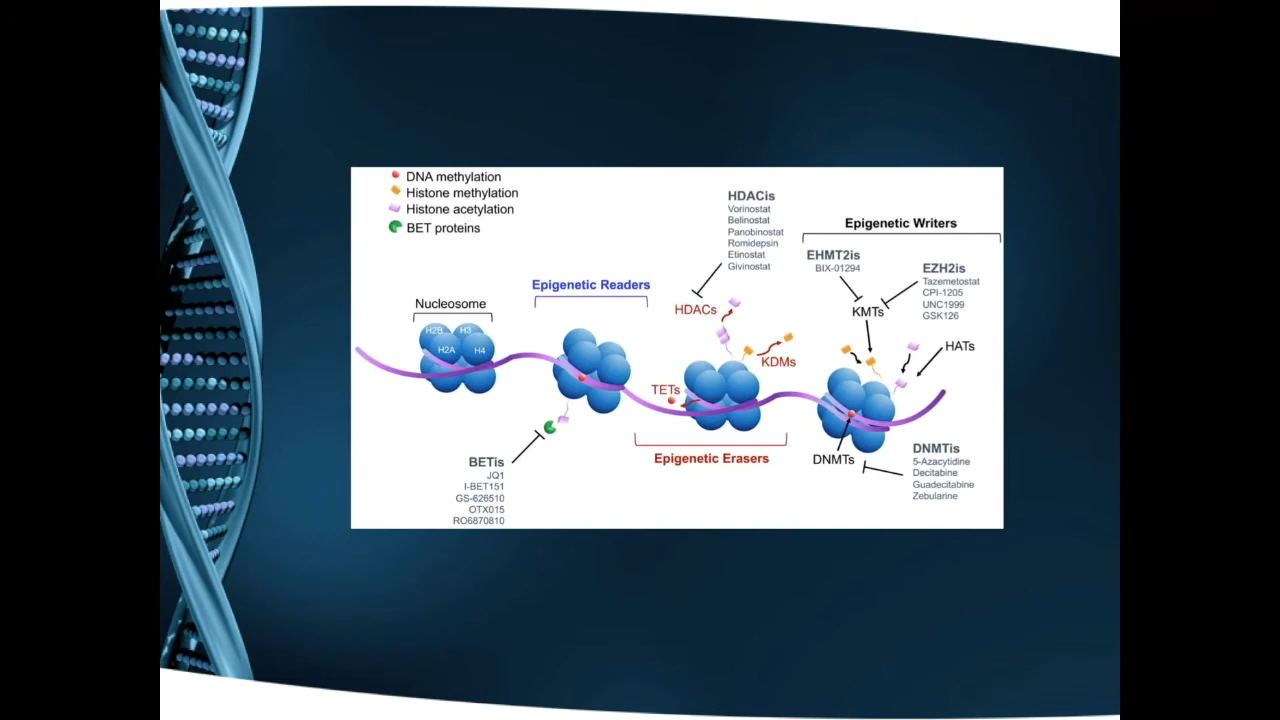 DNA methylation
Histone methylation
Histone acetylation
BET proteins
Nucleosome
H2B
H3
H2A
H4
Epigenetic Readers
BETis
JQ1
I-BET151
GS-626510
OTX015
RO6870810
HDACis
Vorinostat
Belinostat
Panobinostat
Romidepsin
Etinostat
Givinostat
HDACs
KDMs
TETs
Epigenetic Erasers
Epigenetic Writers
EHMT2is
BIX-01294
EZH2is
Tazemetostat
CPI-1205
UNC1999
GSK126
KMTs
HATs
DNMTs
DNMTis
5-Azacytidine
Decitabine
Guadecitabine
Zebularine